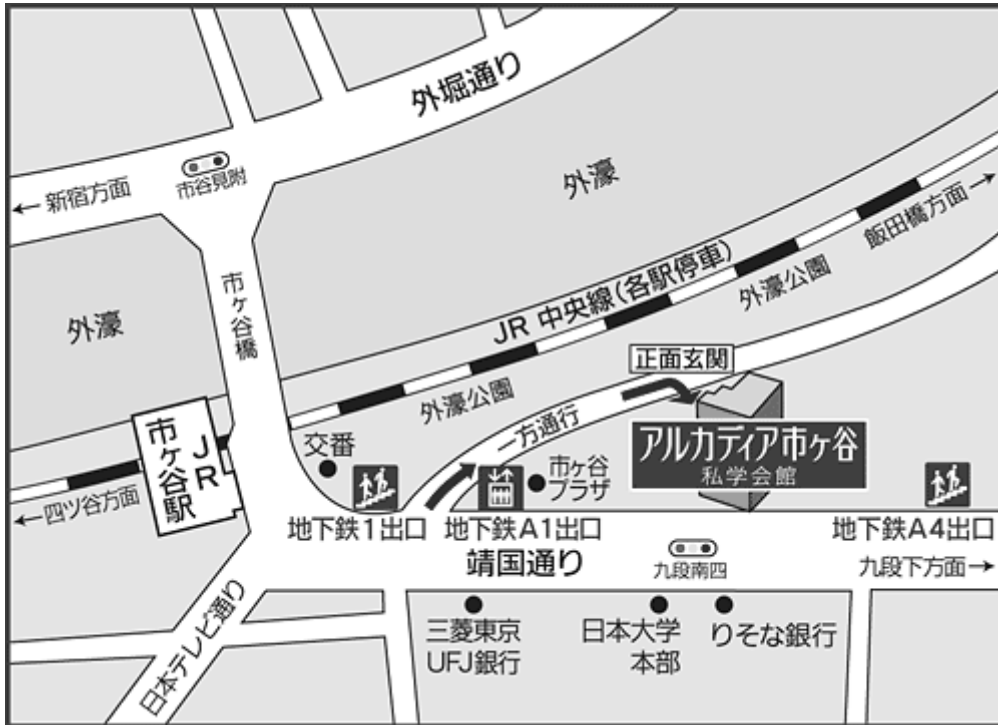 外堀通り
市谷見附
← 新宿方面
外濠
飯田橋方面 →
市ヶ谷橋
JR 中央線（各駅停車）
外濠公園
外濠
正面玄関
外濠公園
一方通行
アルカディア市ヶ谷
私学会館
JR
市ヶ谷駅
交番
市ヶ谷
プラザ
← 四ツ谷方面
地下鉄1出口
地下鉄A1出口
地下鉄A4出口
靖国通り
九段南四
九段下方面 →
日本テレビ通り
三菱東京
UFJ銀行
日本大学
本部
りそな銀行